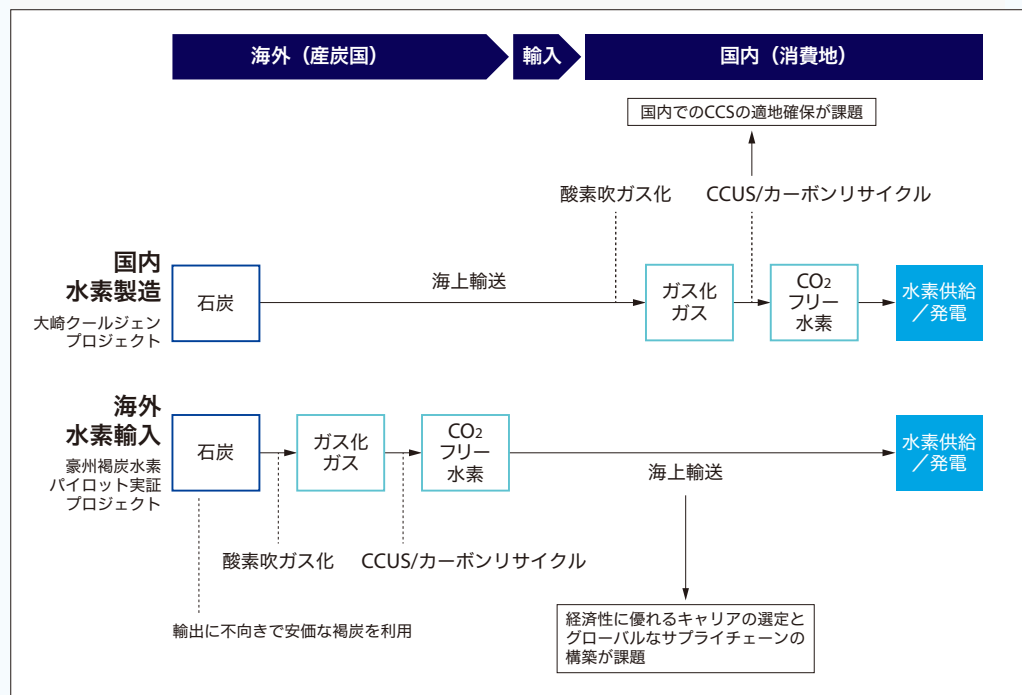 海外（産炭国）
輸入
国内（消費地）
国内でのCCSの適地確保が課題
酸素吹ガス化
CCUS/カーボンリサイクル
国内
水素製造
大崎クールジェン
プロジェクト
石炭
海上輸送
ガス化
ガス
CO2
フリー
水素
水素供給
／発電
海外
水素輸入
豪州褐炭水素
パイロット実証
プロジェクト
石炭
ガス化
ガス
CO2
フリー
水素
海上輸送
水素供給
／発電
酸素吹ガス化
CCUS/カーボンリサイクル
輸出に不向きで安価な褐炭を利用
経済性に優れるキャリアの選定と
グローバルなサプライチェーンの
構築が課題